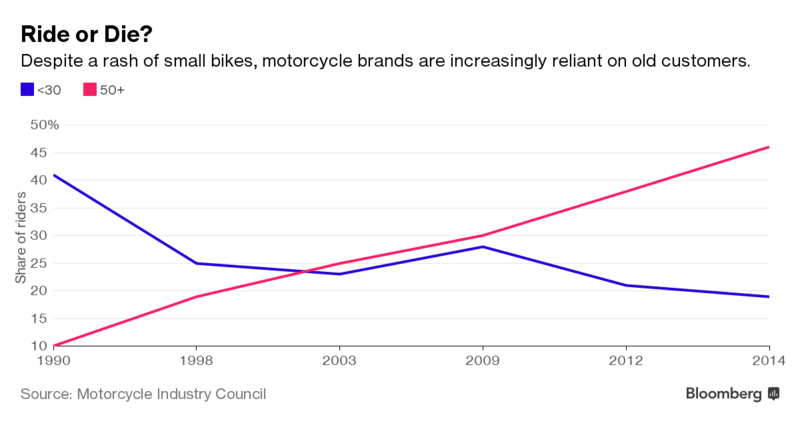 Ride or Die?
Despite a rash of small bikes, motorcycle brands are increasingly reliant on old customers.
<30 50+
Share of riders
50%
45
40
35
30
25
20
15
10
1990 1998 2003 2009 2012 2014
Source: Motorcycle Industry Council Bloomberg